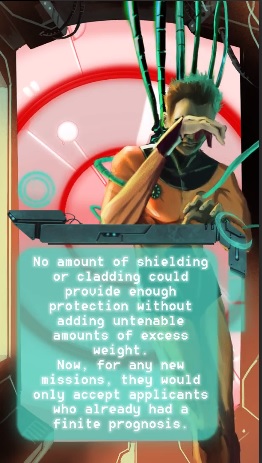 No amount of shielding
or cladding could
provide enough
protection without
adding untenable
amounts of excess
weight.
Now, for any new
missions, they would
only accept applicants
who already had a
finite prognosis.